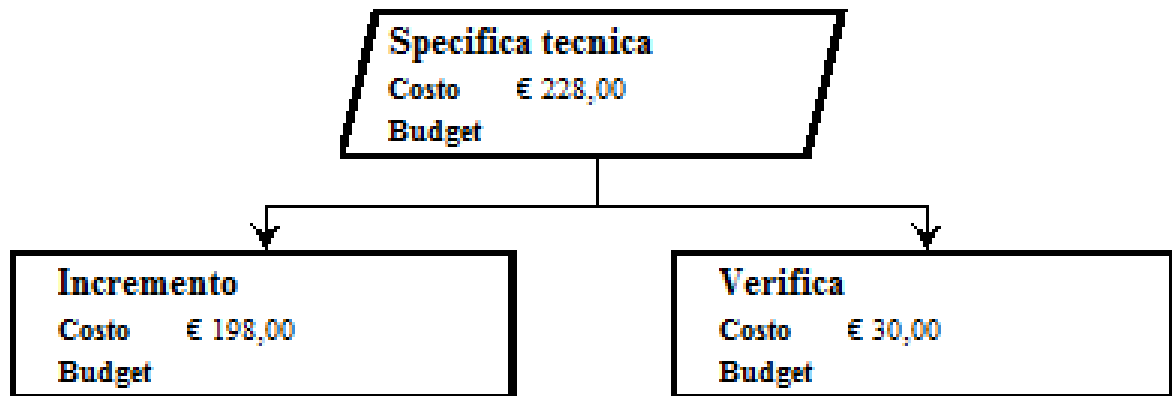 Specifica tecnica
Costo € 228,00
Budget
Incremento
Costo € 198,00
Budget
Verifica
Costo € 30,00
Budget